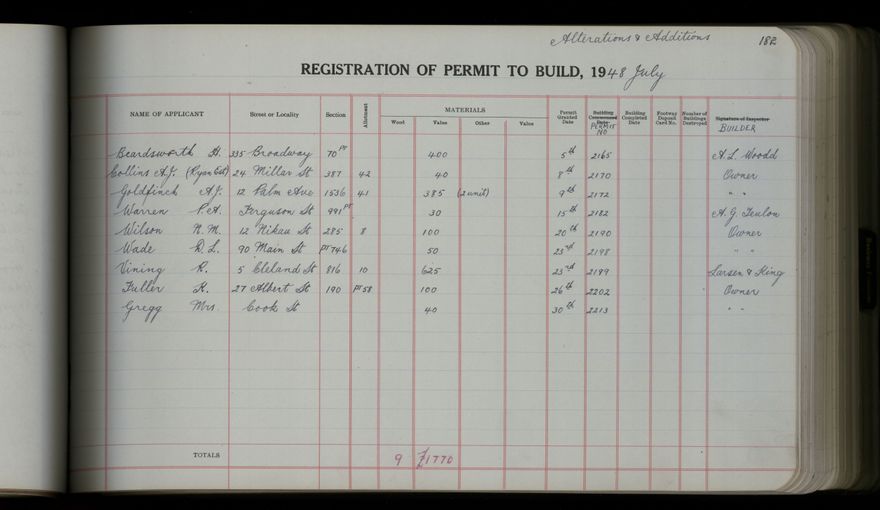 Alterations & Additions 182
REGISTRATION OF PERMIT TO BUILD, 1948 July
NAME OF APPLICANT Street or Locality Section Allotment MATERIALS Wood Value Other Value Permit Granted Date Building Commenced Date PERMIT NO Building Completed Date Footway Deposit Card No. Number of Buildings Destroyed Signature of Inspector BUILDER
Beardsworth H. 335 Broadway 70 PT 400 5th 2165 A. L. Woodd
Collins A.J. (Ryan Est) 24 Millar St 387 42 40 8th 2170 Owner
Goldfinch A.J. 12 Palm Ave 1536 41 385 (2 unit) 9th 2172 " "
Warren P.A. Ferguson St 991 PT 30 15th 2182 A. G. Teulon
Wilson N. M. 12 Nikau St 285 8 100 20th 2190 Owner
Wade R. L. 90 Main St PT 746 50 23rd 2198 " "
Vining R. 5 Cleland St 816 10 625 23rd 2199 Larsen & King
Fuller K. 27 Albert St 190 PT 58 100 26th 2202 Owner
Gregg Mrs Cook St 40 30th 2213 " "
TOTALS 9 £1770